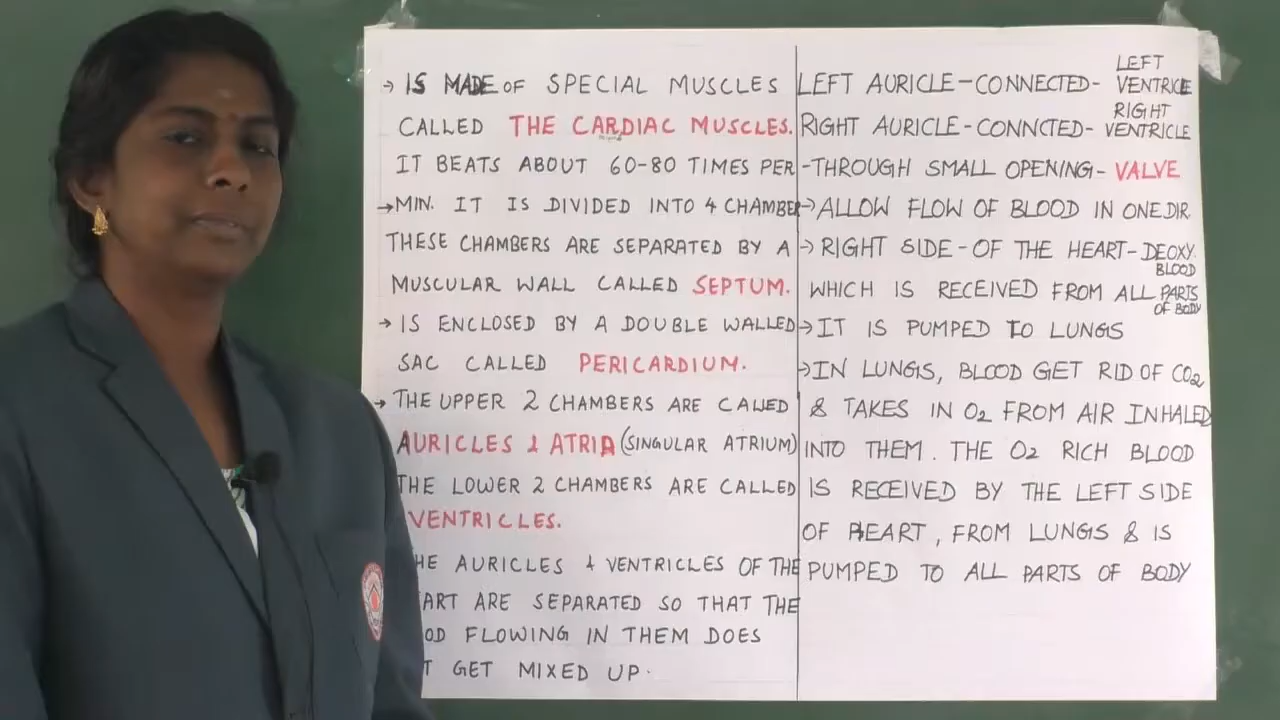 → IS MADE OF SPECIAL MUSCLES
CALLED THE CARDIAC MUSCLES.
IT BEATS ABOUT 60-80 TIMES PER
→ MIN. IT IS DIVIDED INTO 4 CHAMBER
THESE CHAMBERS ARE SEPARATED BY A
MUSCULAR WALL CALLED SEPTUM.
→ IS ENCLOSED BY A DOUBLE WALLED
SAC CALLED PERICARDIUM.
→ THE UPPER 2 CHAMBERS ARE CALLED
AURICLES & ATRIA (SINGULAR ATRIUM)
THE LOWER 2 CHAMBERS ARE CALLED
VENTRICLES.
HE AURICLES & VENTRICLES OF THE
ART ARE SEPARATED SO THAT THE
OD FLOWING IN THEM DOES
T GET MIXED UP.
LEFT AURICLE - CONNECTED - LEFT VENTRICLE
RIGHT AURICLE - CONNCTED - RIGHT VENTRICLE
- THROUGH SMALL OPENING - VALVE
→ ALLOW FLOW OF BLOOD IN ONE DIR.
→ RIGHT SIDE - OF THE HEART - DEOXY. BLOOD
WHICH IS RECEIVED FROM ALL PARTS OF BODY
→ IT IS PUMPED TO LUNGS
→ IN LUNGS, BLOOD GET RID OF CO2
& TAKES IN O2 FROM AIR INHALED
INTO THEM. THE O2 RICH BLOOD
IS RECEIVED BY THE LEFT SIDE
OF HEART, FROM LUNGS & IS
PUMPED TO ALL PARTS OF BODY